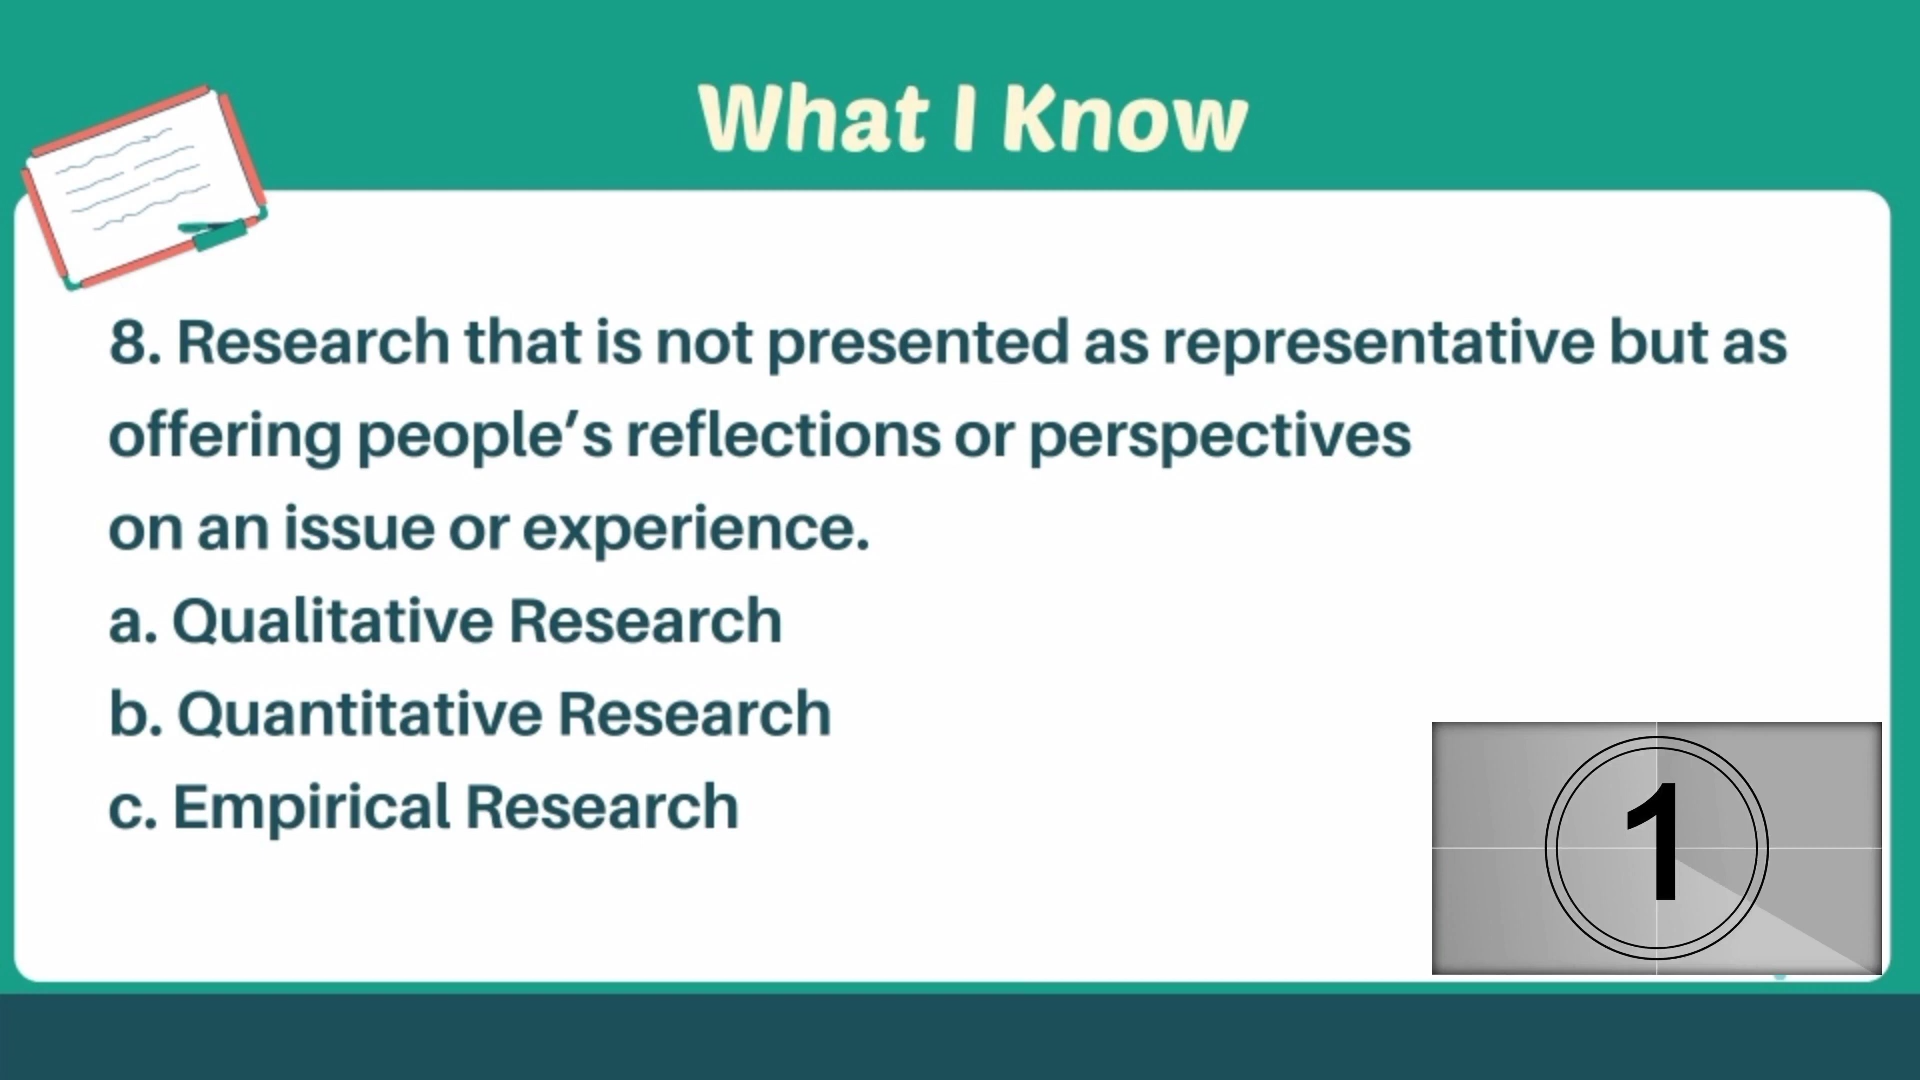 What I Know
8. Research that is not presented as representative but as
offering people’s reflections or perspectives
on an issue or experience.
a. Qualitative Research
b. Quantitative Research
c. Empirical Research
1